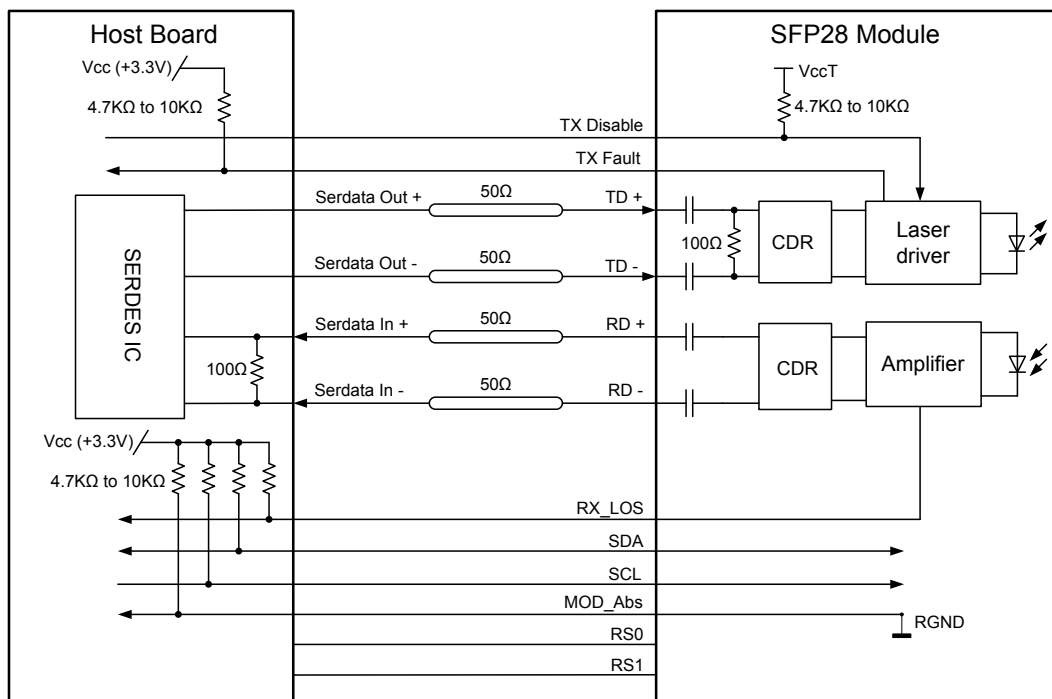 Host Board
SFP28 Module
Vcc (+3.3V)
VccT
4.7KΩ to 10KΩ
4.7KΩ to 10KΩ
TX Disable
TX Fault
Serdata Out +
50Ω
TD +
SERDES IC
100Ω
CDR
Laser
driver
Serdata Out -
50Ω
TD -
Serdata In +
50Ω
RD +
100Ω
CDR
Amplifier
Serdata In -
50Ω
RD -
Vcc (+3.3V)
4.7KΩ to 10KΩ
RX_LOS
SDA
SCL
MOD_Abs
RGND
RS0
RS1